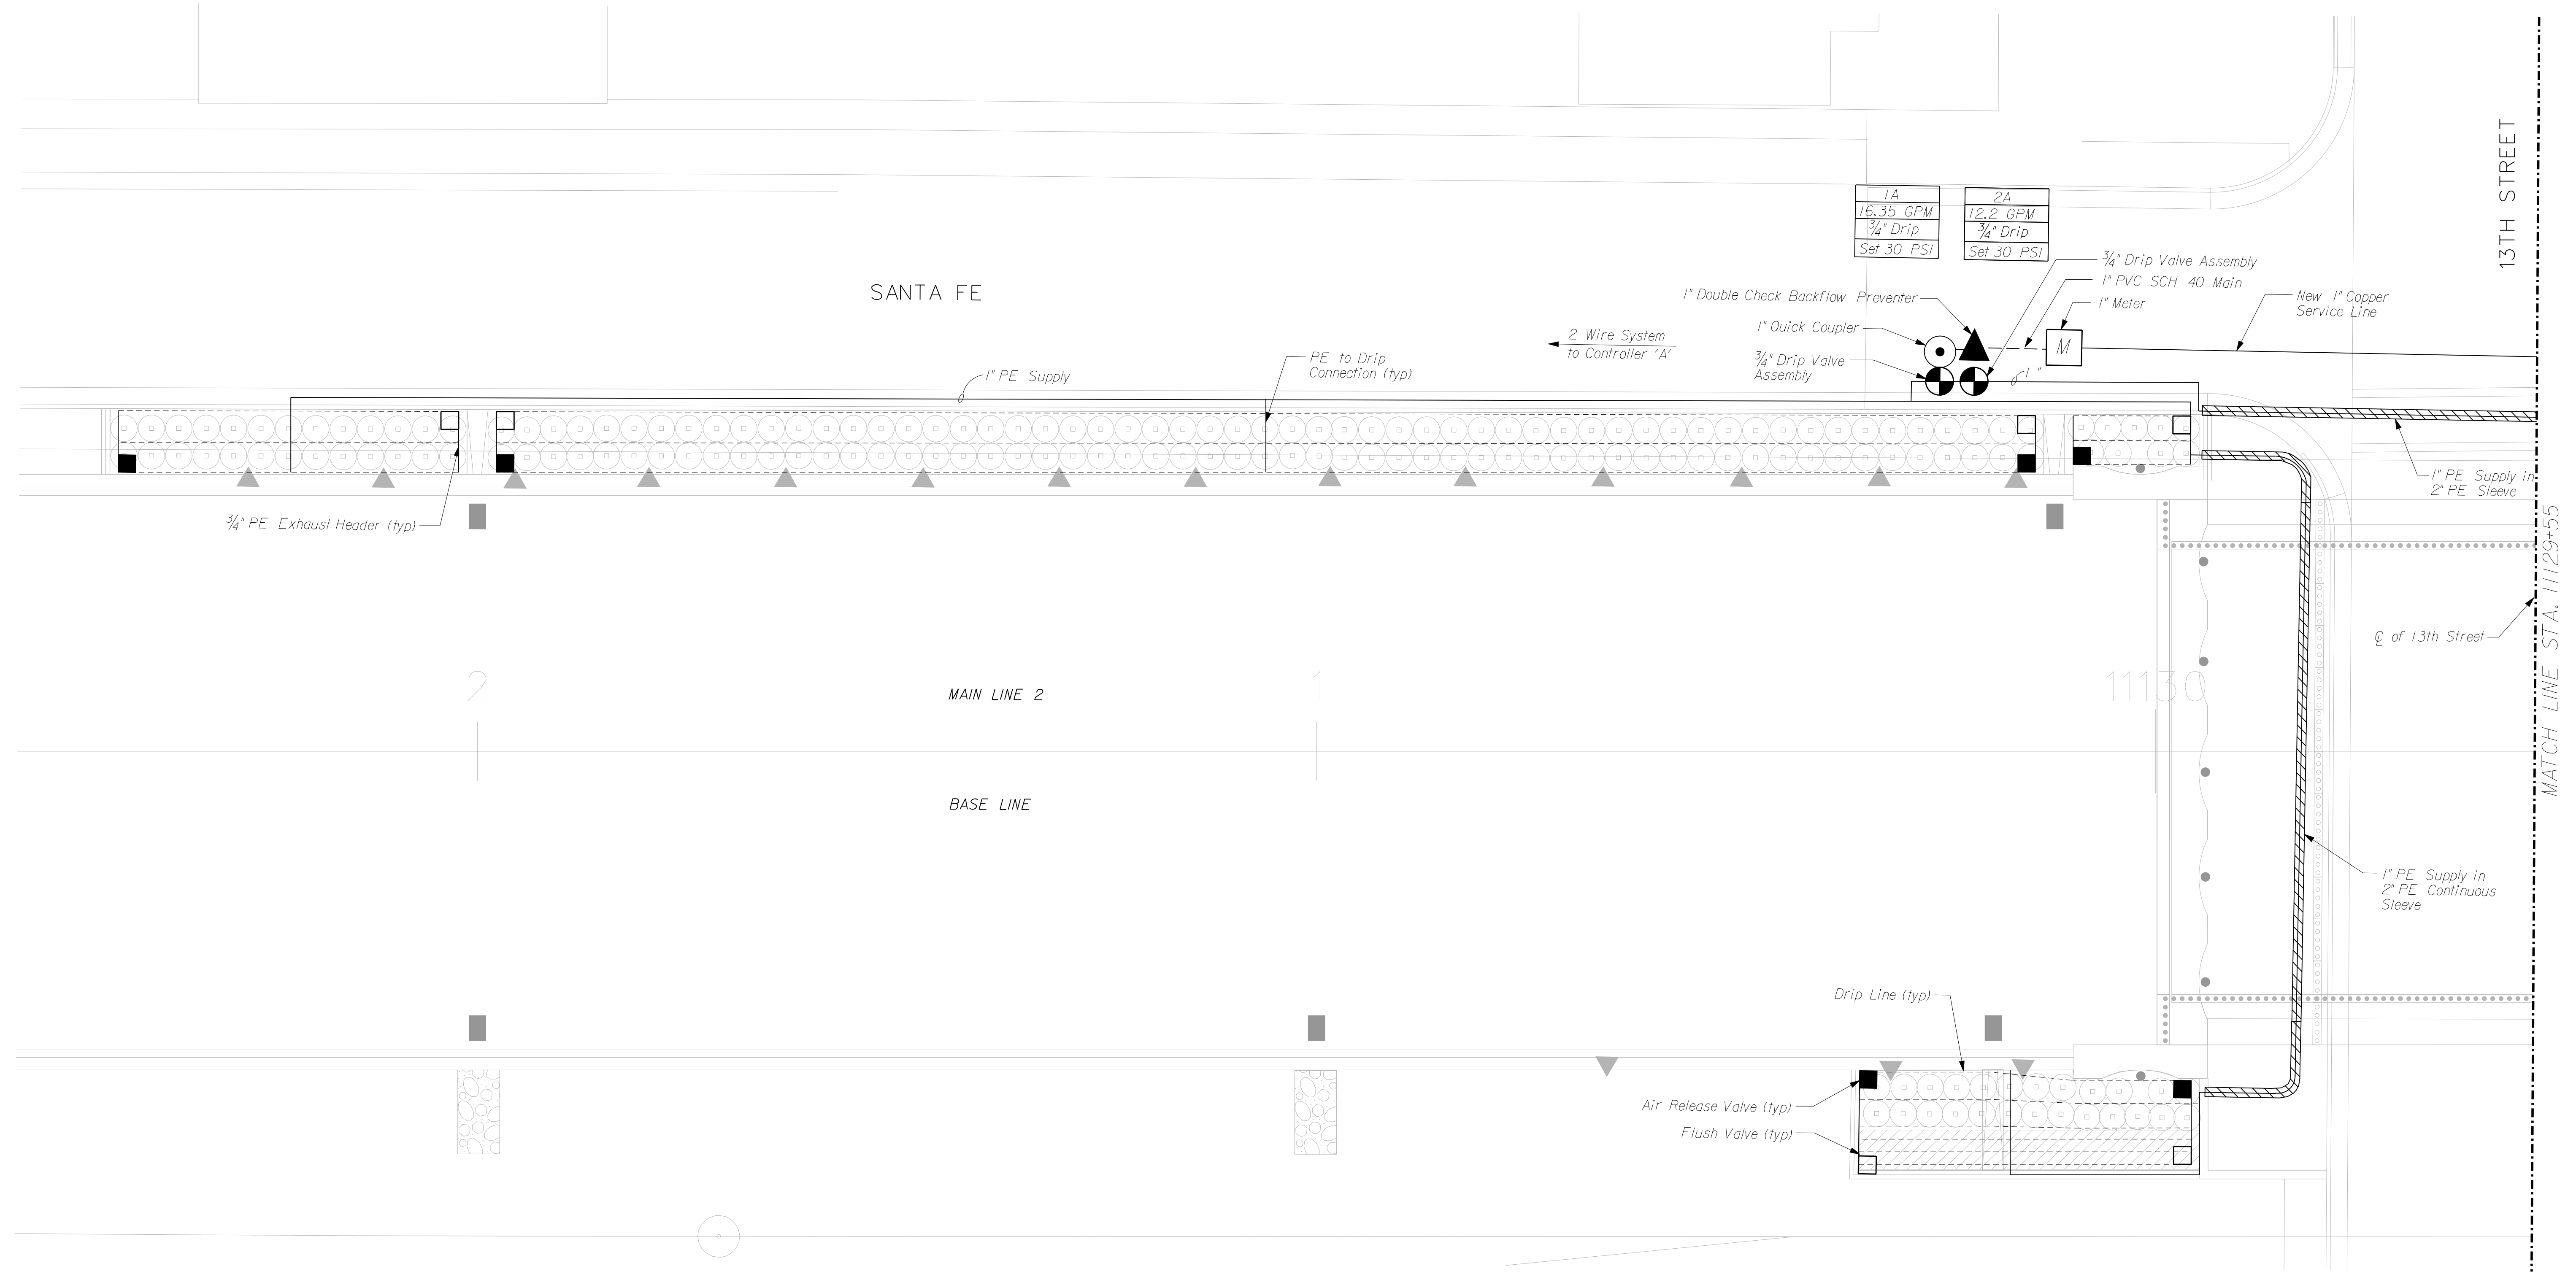 13TH STREET
1A
16.35 GPM
3/4" Drip
Set 30 PSI
2A
12.2 GPM
3/4" Drip
Set 30 PSI
SANTA FE
3/4" Drip Valve Assembly
1" PVC SCH 40 Main
1" Meter
New 1" Copper
Service Line
1" Double Check Backflow Preventer
1" Quick Coupler
3/4" Drip Valve
Assembly
2 Wire System
to Controller 'A'
M
1"
PE to Drip
Connection (typ)
1" PE Supply
1" PE Supply in
2" PE Sleeve
3/4" PE Exhaust Header (typ)
MATCH LINE STA. 11129+55
℄ of 13th Street
2
1
11130
MAIN LINE 2
BASE LINE
1" PE Supply in
2" PE Continuous
Sleeve
Drip Line (typ)
Air Release Valve (typ)
Flush Valve (typ)